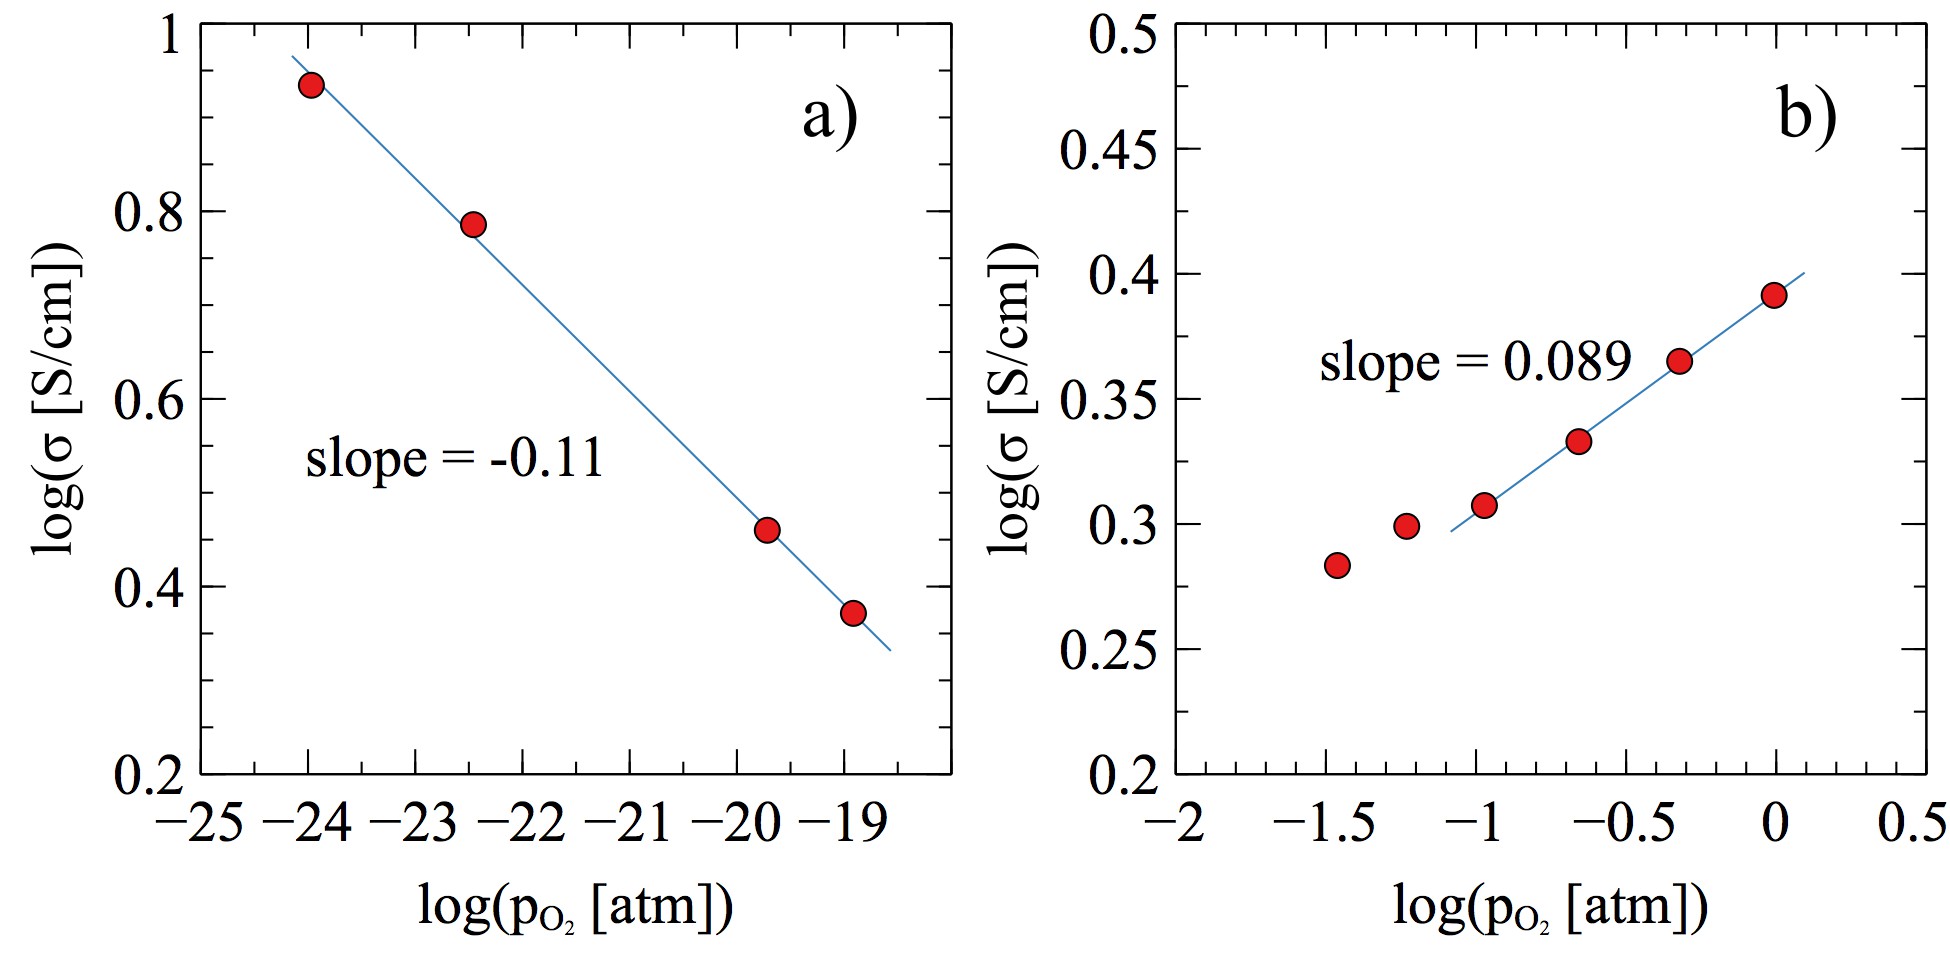 a)
1
0.8
0.6
0.4
0.2
log(σ [S/cm])
slope = -0.11
−25 −24 −23 −22 −21 −20 −19
log(pO₂ [atm])
b)
0.5
0.45
0.4
0.35
0.3
0.25
0.2
log(σ [S/cm])
slope = 0.089
−2 −1.5 −1 −0.5 0 0.5
log(pO₂ [atm])